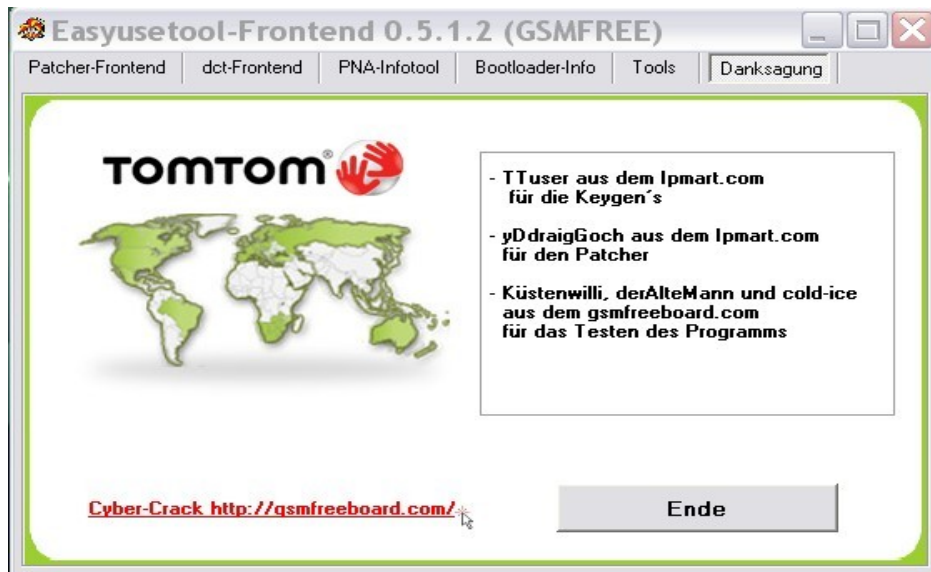 Easyusetool-Frontend 0.5.1.2 (GSMFREE)
Patcher-Frontend dct-Frontend PNA-Infotool Bootloader-Info Tools Danksagung
TOMTOM®
- TTuser aus dem Ipmart.com
für die Keygen´s
- yDdraigGoch aus dem Ipmart.com
für den Patcher
- Küstenwilli, derAlteMann und cold-ice
aus dem gsmfreeboard.com
für das Testen des Programms
Cyber-Crack http://gsmfreeboard.com/
Ende